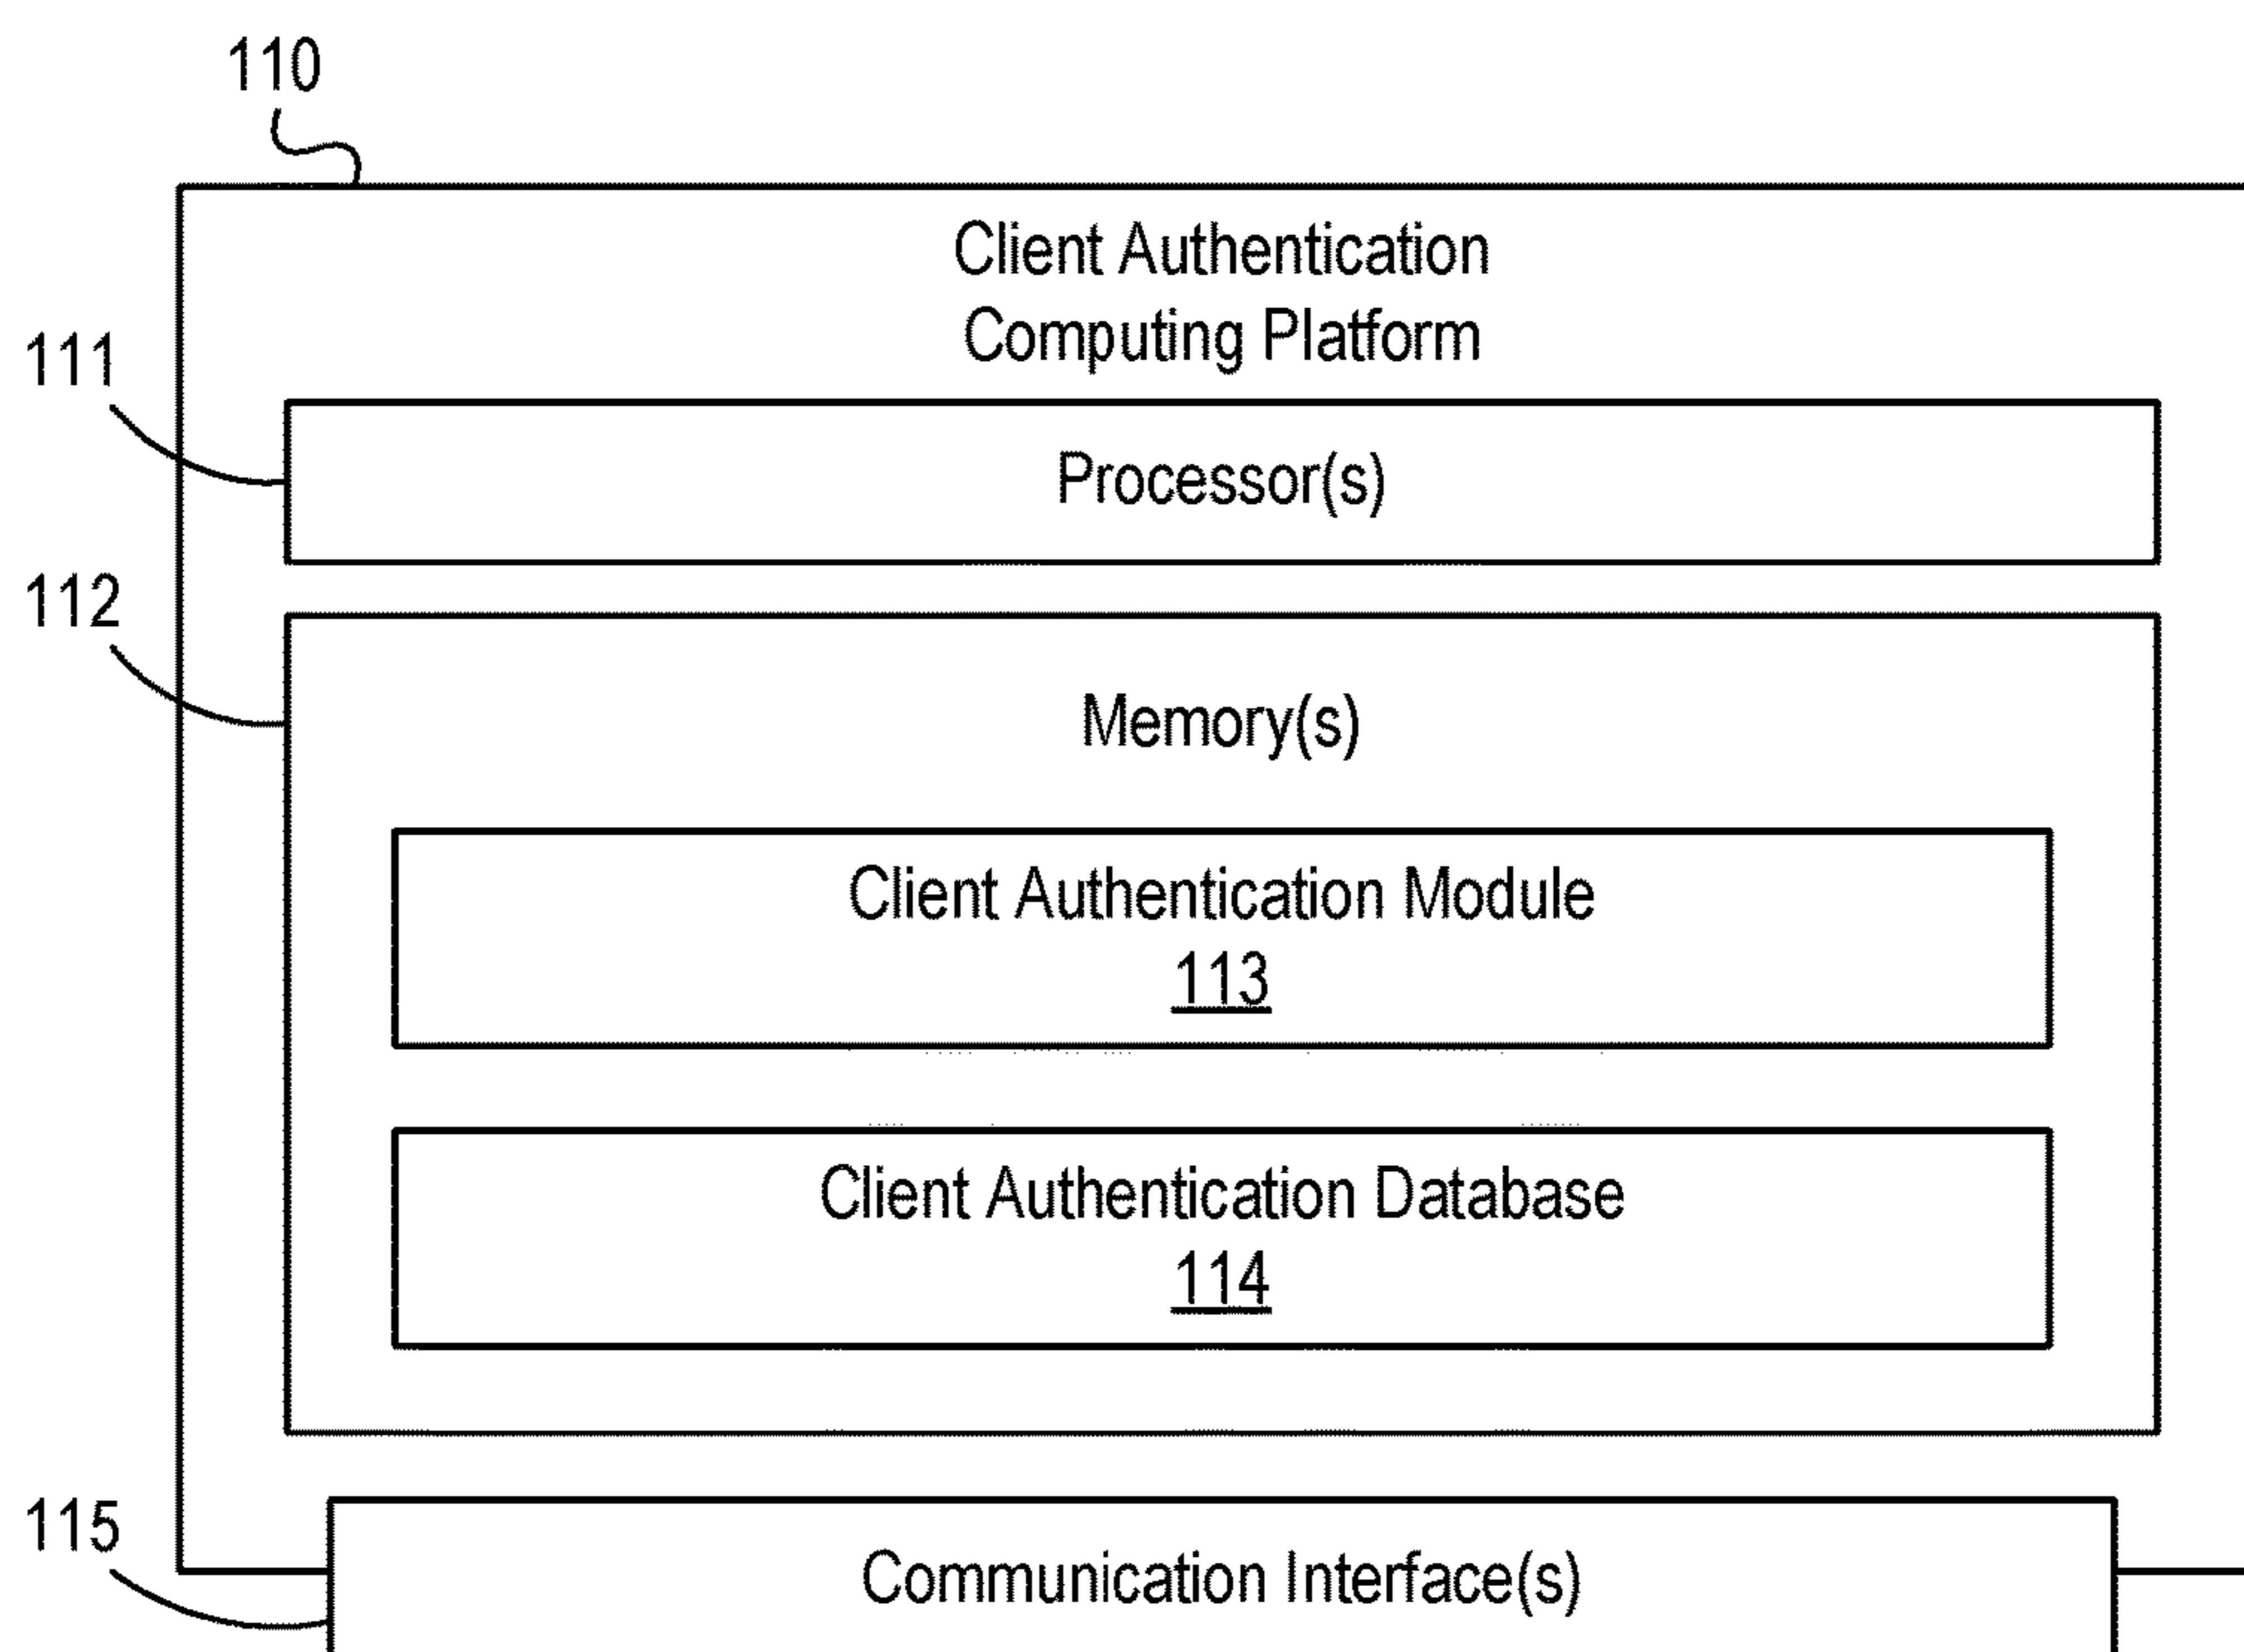 110
Client Authentication
Computing Platform
111
Processor(s)
112
Memory(s)
Client Authentication Module
113
Client Authentication Database
114
115
Communication Interface(s)